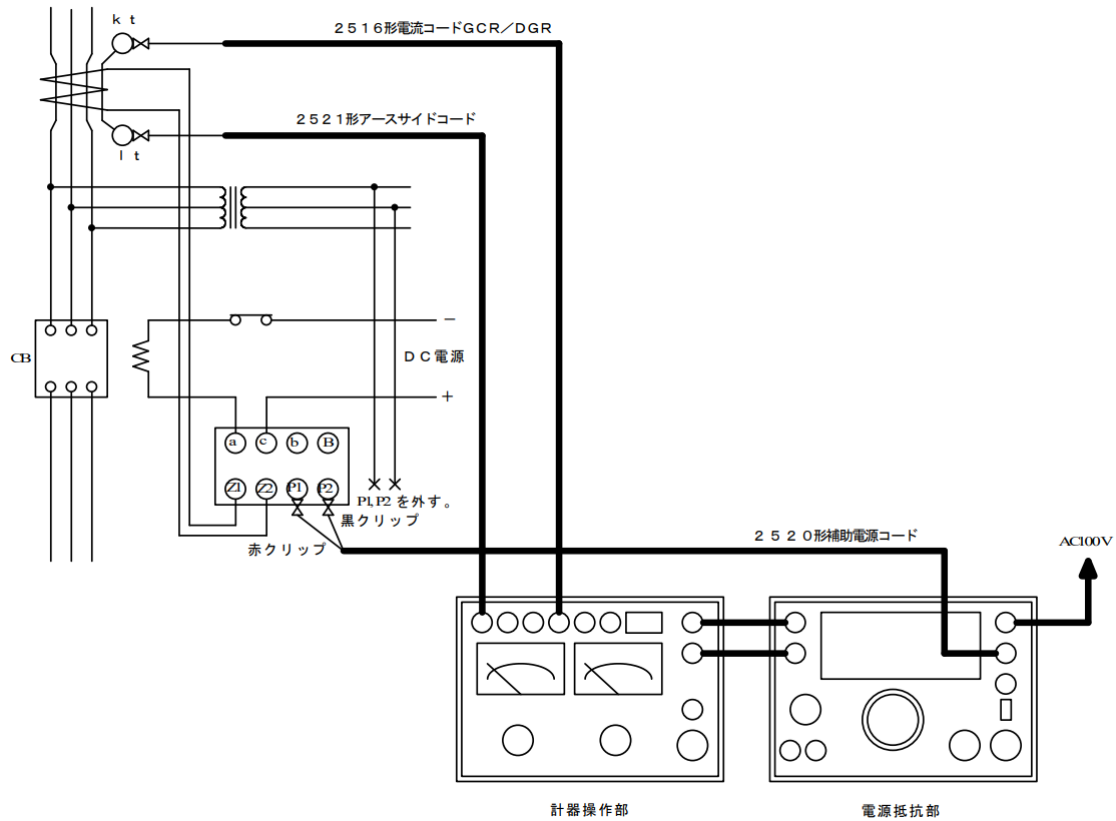 ｋｔ
２５１６形電流コードＧＣＲ／ＤＧＲ
２５２１形アースサイドコード
ｌｔ
－
CB
ＤＣ電源
＋
a c b B
Z1 Z2 P1 P2
P1,P2 を外す。
黒クリップ
赤クリップ
２５２０形補助電源コード
AC100V
計器操作部
電源抵抗部